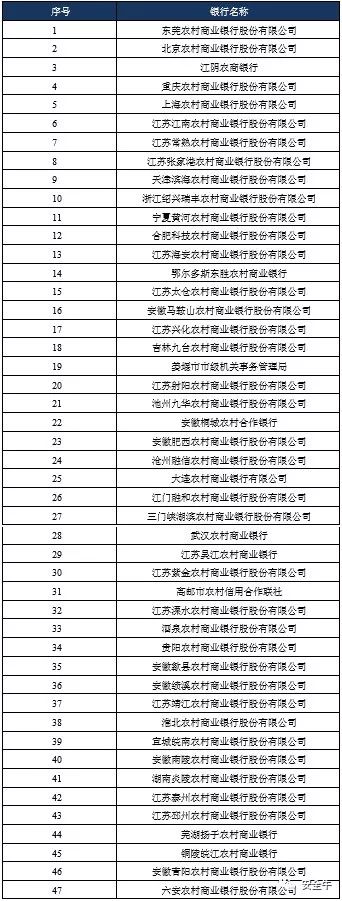 序号 银行名称
1 东莞农村商业银行股份有限公司
2 北京农村商业银行股份有限公司
3 江阴农商银行
4 重庆农村商业银行股份有限公司
5 上海农村商业银行股份有限公司
6 江苏江南农村商业银行股份有限公司
7 江苏常熟农村商业银行股份有限公司
8 江苏张家港农村商业银行股份有限公司
9 天津滨海农村商业银行股份有限公司
10 浙江绍兴瑞丰农村商业银行股份有限公司
11 宁夏黄河农村商业银行股份有限公司
12 合肥科技农村商业银行股份有限公司
13 江苏海安农村商业银行股份有限公司
14 鄂尔多斯东胜农村商业银行
15 江苏太仓农村商业银行股份有限公司
16 安徽马鞍山农村商业银行股份有限公司
17 江苏兴化农村商业银行股份有限公司
18 吉林九台农村商业银行股份有限公司
19 娄堰市市级机关事务管理局
20 江苏射阳农村商业银行股份有限公司
21 池州九华农村商业银行股份有限公司
22 安徽桐城农村合作银行
23 安徽肥西农村商业银行股份有限公司
24 沧州融信农村商业银行股份有限公司
25 大连农村商业银行有限公司
26 江门融和农村商业银行股份有限公司
27 三门峡湖滨农村商业银行股份有限公司
28 武汉农村商业银行
29 江苏吴江农村商业银行
30 江苏紫金农村商业银行股份有限公司
31 高邮市农村信用合作联社
32 江苏溧水农村商业银行股份有限公司
33 酒泉农村商业银行股份有限公司
34 贵阳农村商业银行股份有限公司
35 安徽歙县农村商业银行股份有限公司
36 安徽绩溪农村商业银行股份有限公司
37 江苏靖江农村商业银行股份有限公司
38 淮北农村商业银行股份有限公司
39 宣城皖南农村商业银行股份有限公司
40 安徽南陵农村商业银行股份有限公司
41 湖南炎陵农村商业银行股份有限公司
42 江苏泰州农村商业银行股份有限公司
43 江苏邳州农村商业银行股份有限公司
44 芜湖扬子农村商业银行
45 铜陵皖江农村商业银行
46 安徽青阳农村商业银行股份有限公司
47 六安农村商业银行股份有限公司
安全牛